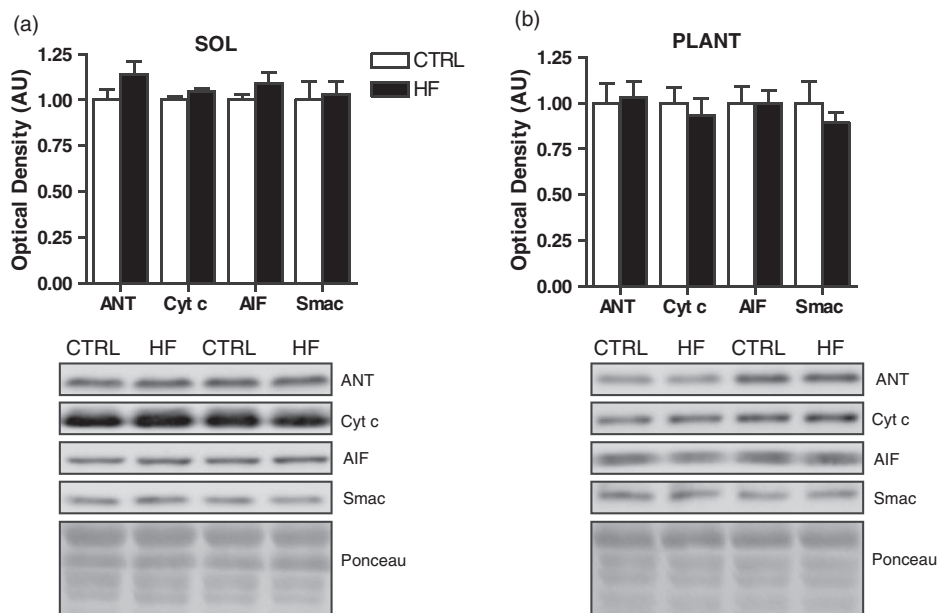 (a)
SOL
CTRL
HF
Optical Density (AU)
1.25
1.00
0.75
0.50
0.25
0.00
ANT Cyt c AIF Smac
CTRL HF CTRL HF
ANT
Cyt c
AIF
Smac
Ponceau
(b)
PLANT
Optical Density (AU)
1.25
1.00
0.75
0.50
0.25
0.00
ANT Cyt c AIF Smac
CTRL HF CTRL HF
ANT
Cyt c
AIF
Smac
Ponceau